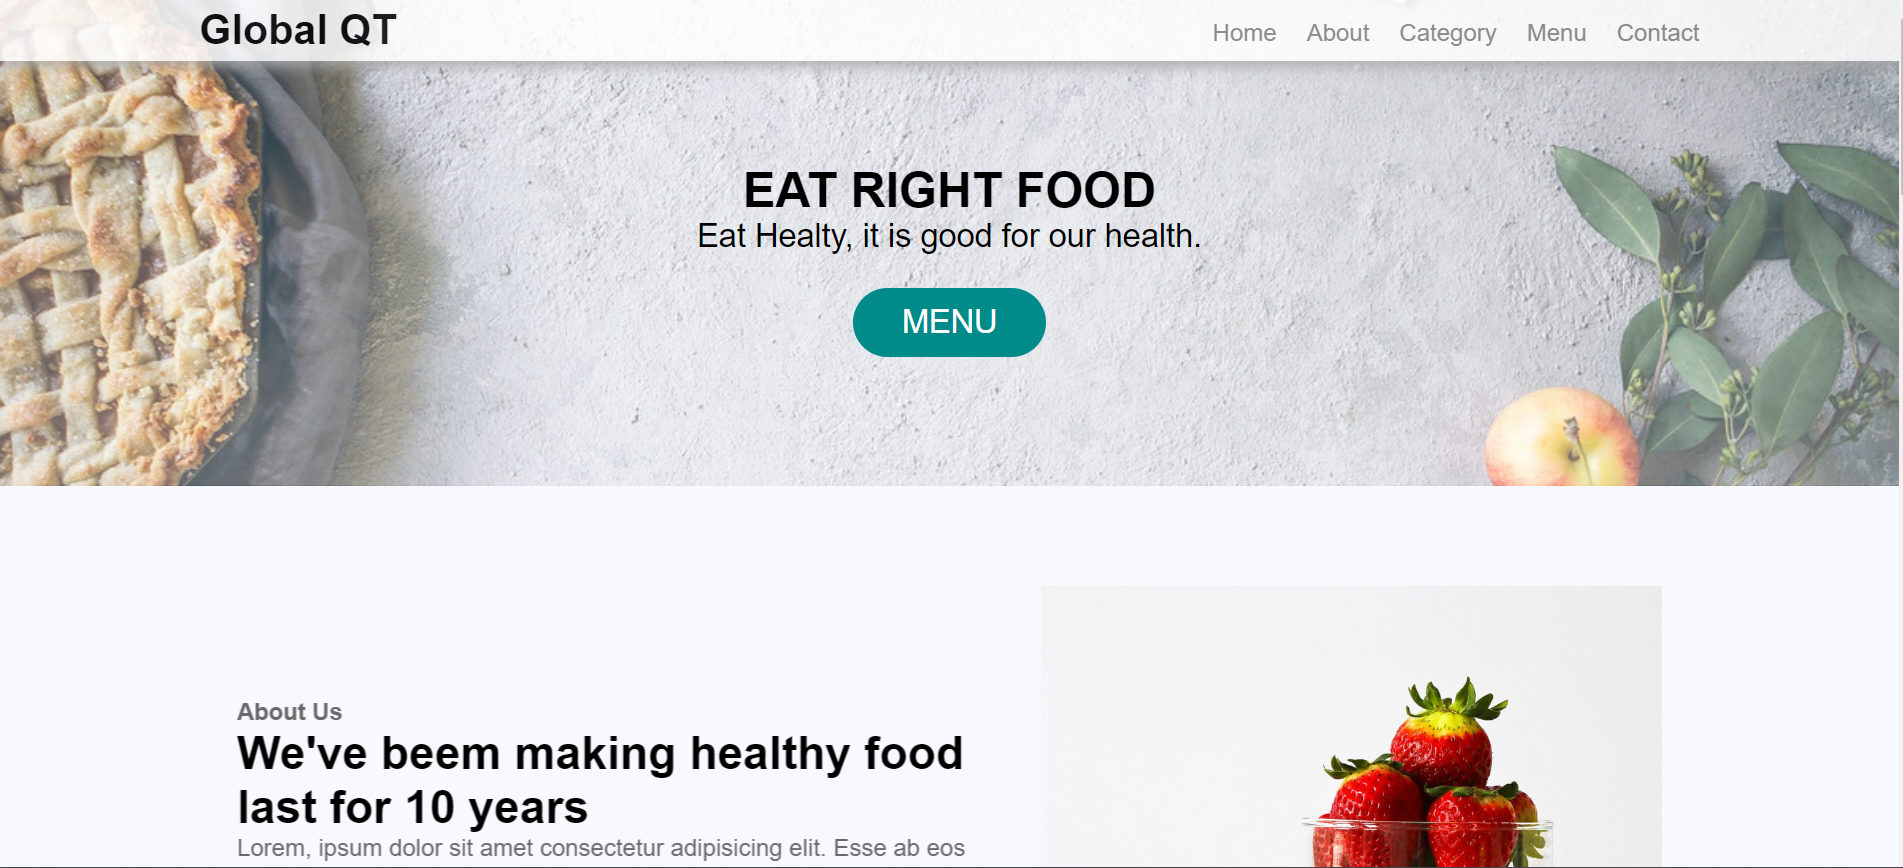 Global QT
Home About Category Menu Contact
EAT RIGHT FOOD
Eat Healty, it is good for our health.
MENU
About Us
We've beem making healthy food
last for 10 years
Lorem, ipsum dolor sit amet consectetur adipisicing elit. Esse ab eos